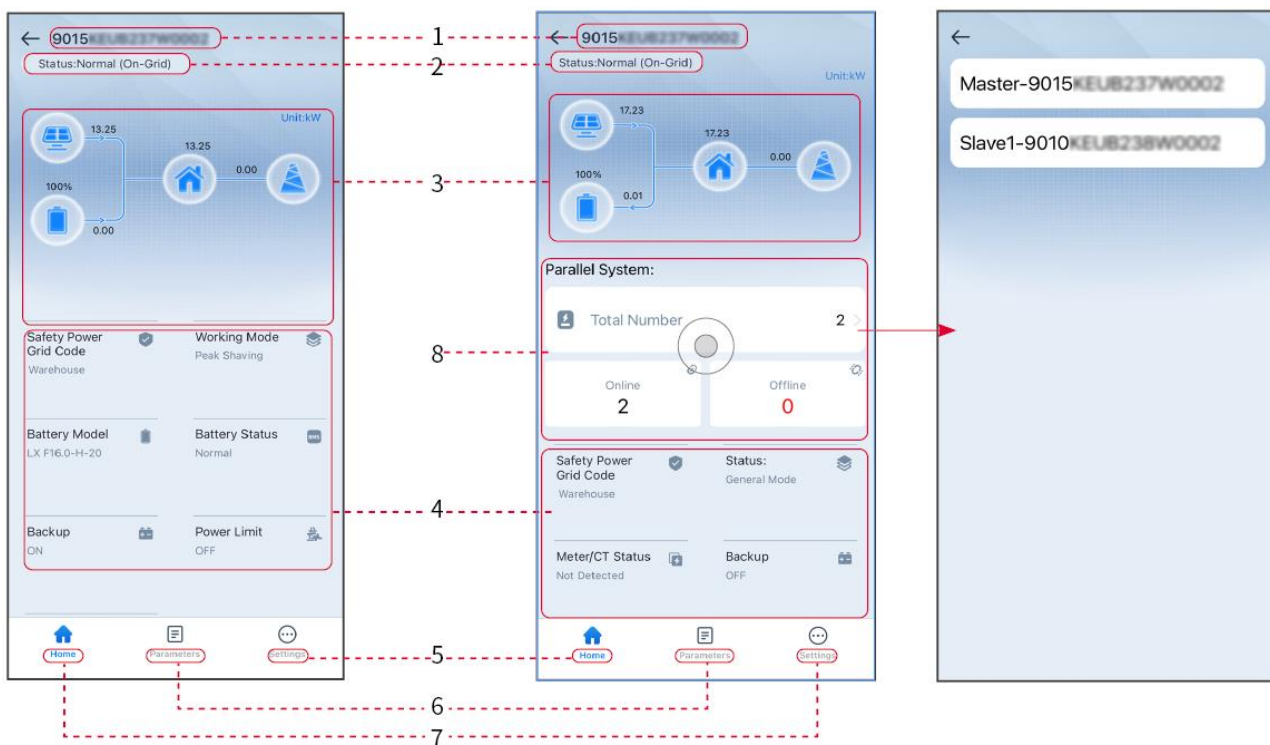 9015
Status:Normal (On-Grid)
Unit:kW
13.25
13.25
0.00
100%
0.00
Safety Power
Grid Code
Warehouse
Working Mode
Peak Shaving
Battery Model
LX F16.0-H-20
Battery Status
Normal
Backup
ON
Power Limit
OFF
Home
Parameters
Settings
1
2
3
8
4
5
6
7
9015
Status:Normal (On-Grid)
Unit:kW
17.23
17.23
0.00
100%
0.01
Parallel System:
Total Number 2
Online
2
Offline
0
Safety Power
Grid Code
Warehouse
Status:
General Mode
Meter/CT Status
Not Detected
Backup
OFF
Home
Parameters
Settings
Master-9015KEUB237W0002
Slave1-9010KEUB238W0002